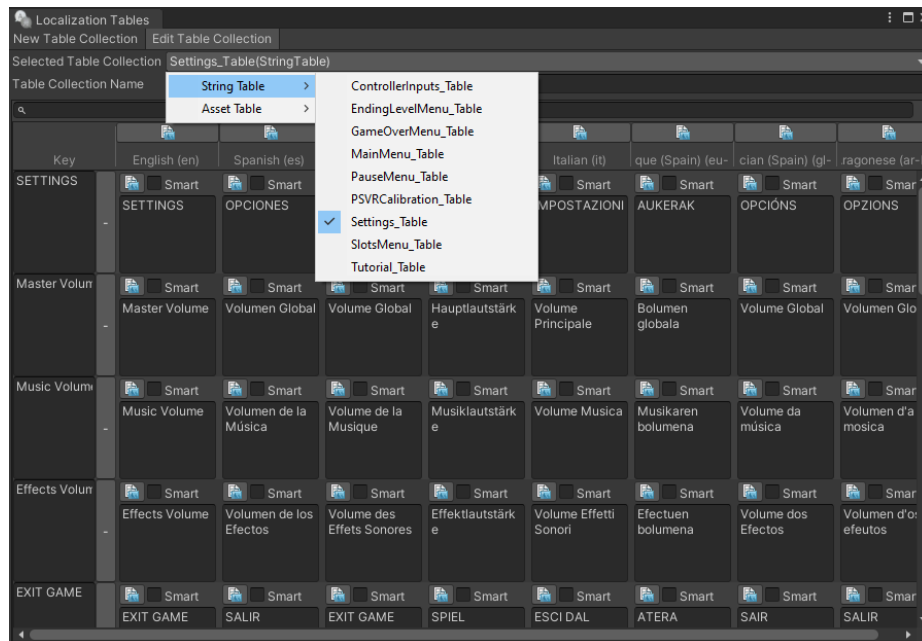 Localization Tables
New Table Collection Edit Table Collection
Selected Table Collection Settings_Table(StringTable)
Table Collection Name
String Table >
Asset Table >
ControllerInputs_Table
EndingLevelMenu_Table
GameOverMenu_Table
MainMenu_Table
PauseMenu_Table
PSVRCalibration_Table
Settings_Table
SlotsMenu_Table
Tutorial_Table
Key English (en) Spanish (es) Italian (it) que (Spain) (eu- cian (Spain) (gl- ragonese (ar-
SETTINGS Smart Smart Smart Smart Smart Smar
- SETTINGS OPCIONES MPOSTAZIONI AUKERAK OPCIÓNS OPZIONS
Master Volum Smart Smart Smart Smart Smart Smart Smart Smar
Master Volume Volumen Global Volume Global Hauptlautstärk Volume Bolumen Volume Global Volumen Glo
- e Principale globala
Music Volum Smart Smart Smart Smart Smart Smart Smart Smar
Music Volume Volumen de la Volume de la Musiklautstärk Volume Musica Musikaren Volume da Volumen d'a
- Música Musique e bolumena música mosica
Effects Volum Smart Smart Smart Smart Smart Smart Smart Smar
Effects Volume Volumen de los Volume des Effektlautstärk Volume Effetti Efectuen Volume dos Volumen d'os
- Efectos Effets Sonores e Sonori bolumena Efectos efeutos
EXIT GAME Smart Smart Smart Smart Smart Smart Smart Smar
EXIT GAME SALIR EXIT GAME SPIEL ESCI DAL ATERA SAIR SALIR